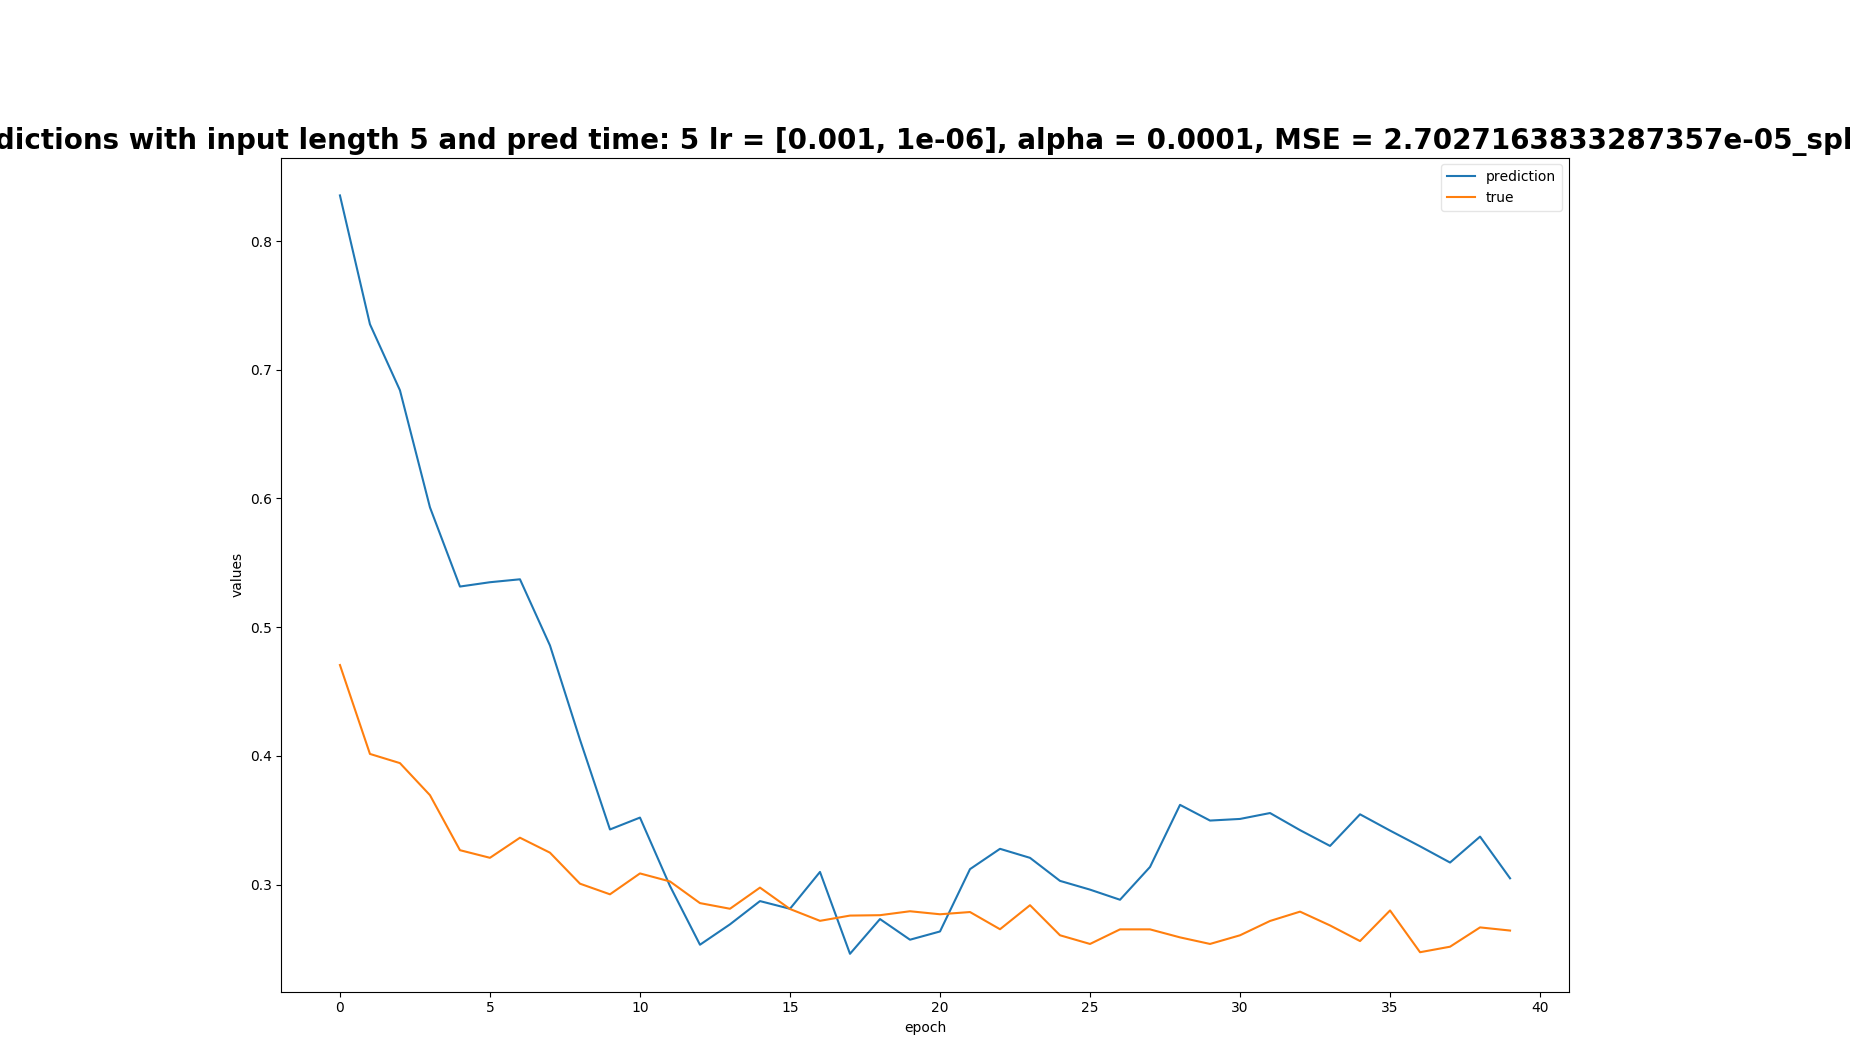 dictions with input length 5 and pred time: 5 lr = [0.001, 1e-06], alpha = 0.0001, MSE = 2.7027163833287357e-05_spl
prediction
true
0.8
0.7
0.6
0.5
0.4
0.3
values
0 5 10 15 20 25 30 35 40
epoch